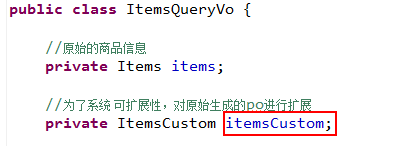 public class ItemsQueryVo {
//原始的商品信息
private Items items;
//为了系统 可扩展性，对原始生成的po进行扩展
private ItemsCustom itemsCustom;